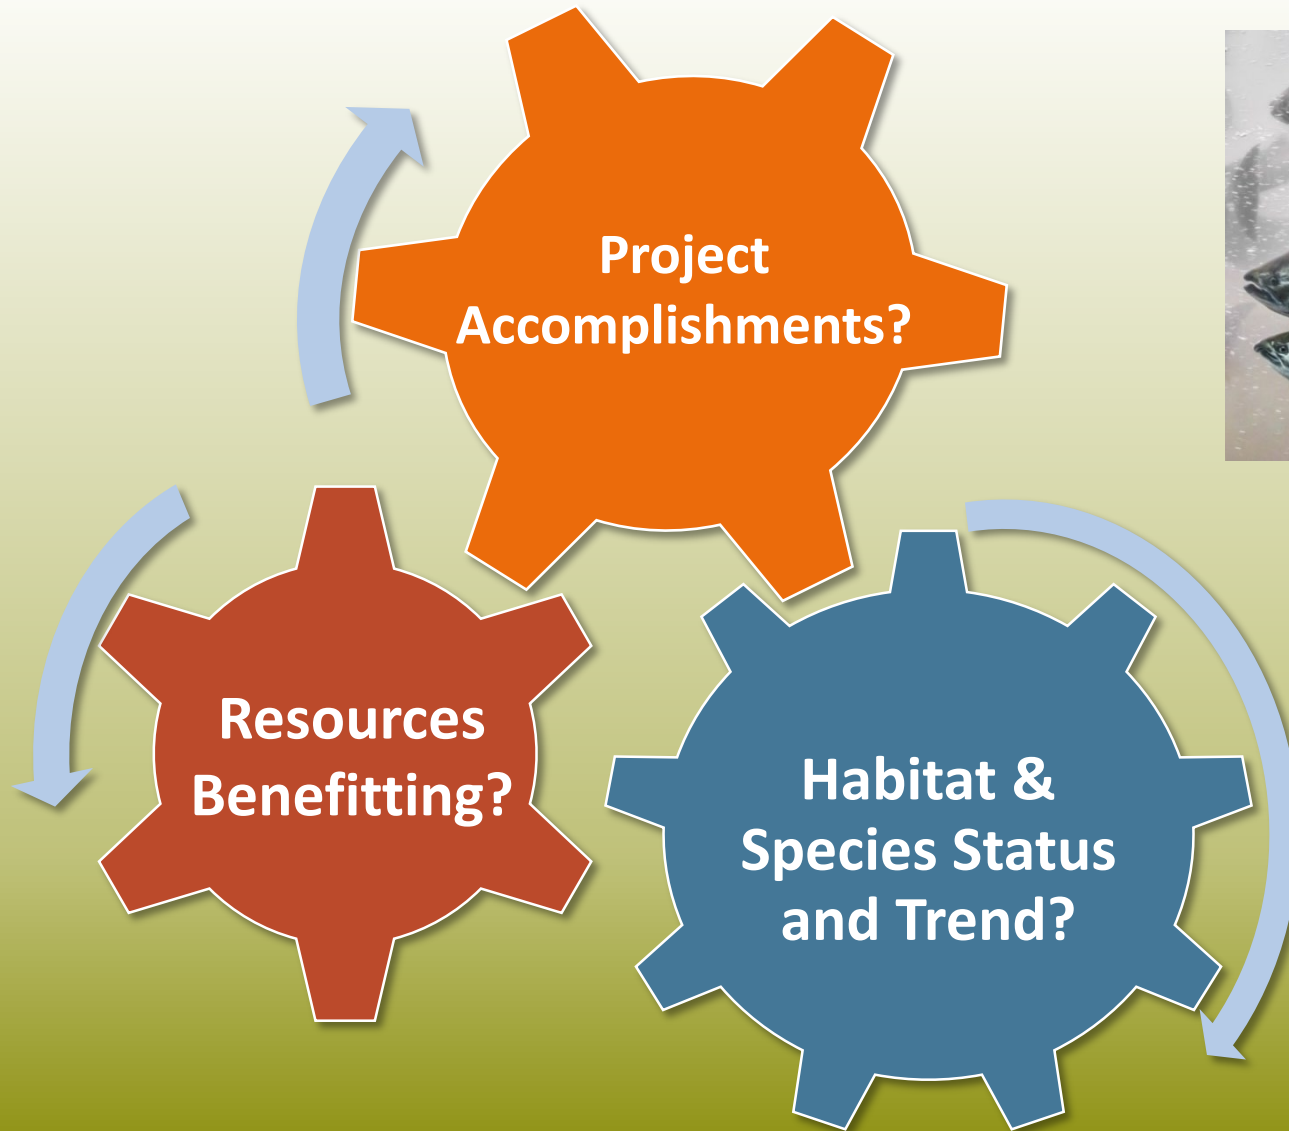 Project
Accomplishments?
Resources
Benefitting?
Habitat &
Species Status
and Trend?